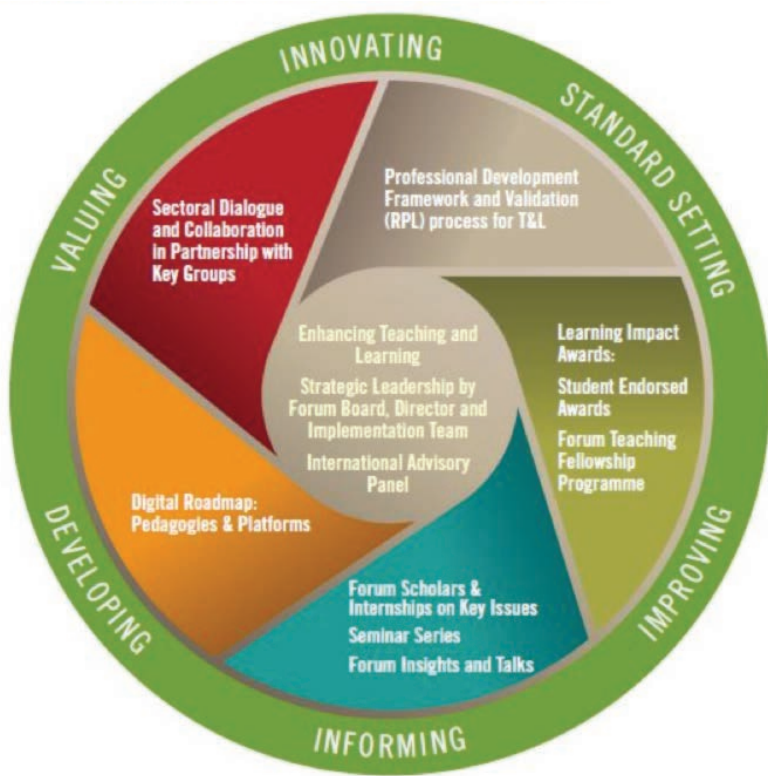 INNOVATING
STANDARD SETTING
IMPROVING
INFORMING
DEVELOPING
VALUING
Professional Development
Framework and Validation
(RPL) process for T&L
Learning Impact
Awards:
Student Endorsed
Awards
Forum Teaching
Fellowship
Programme
Forum Scholars &
Internships on Key Issues
Seminar Series
Forum Insights and Talks
Digital Roadmap:
Pedagogies & Platforms
Sectoral Dialogue
and Collaboration
in Partnership with
Key Groups
Enhancing Teaching and
Learning
Strategic Leadership by
Forum Board, Director and
Implementation Team
International Advisory
Panel